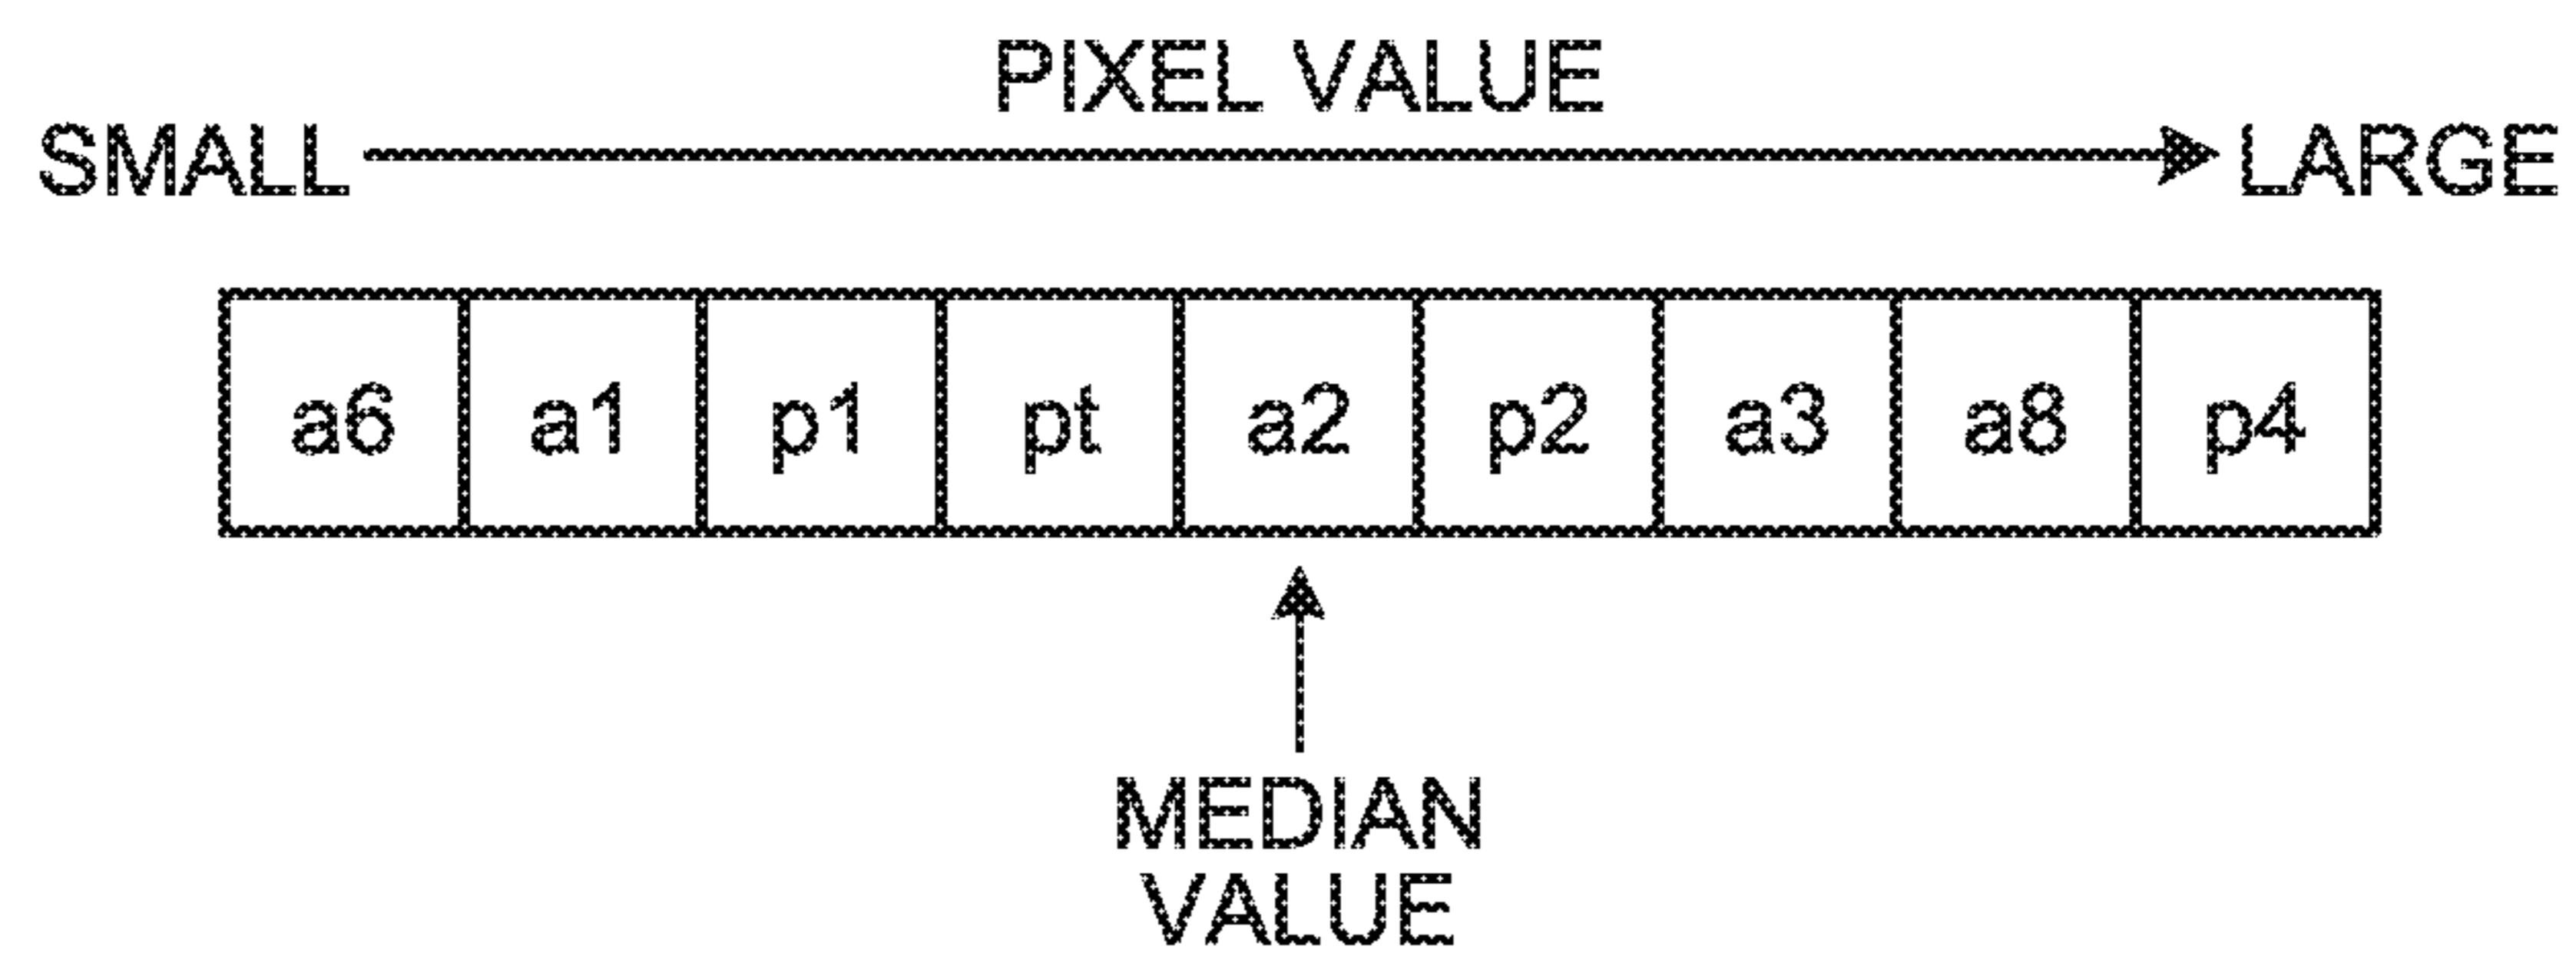 PIXEL VALUE
SMALL LARGE
a6 a1 p1 pt a2 p2 a3 a8 p4
MEDIAN
VALUE